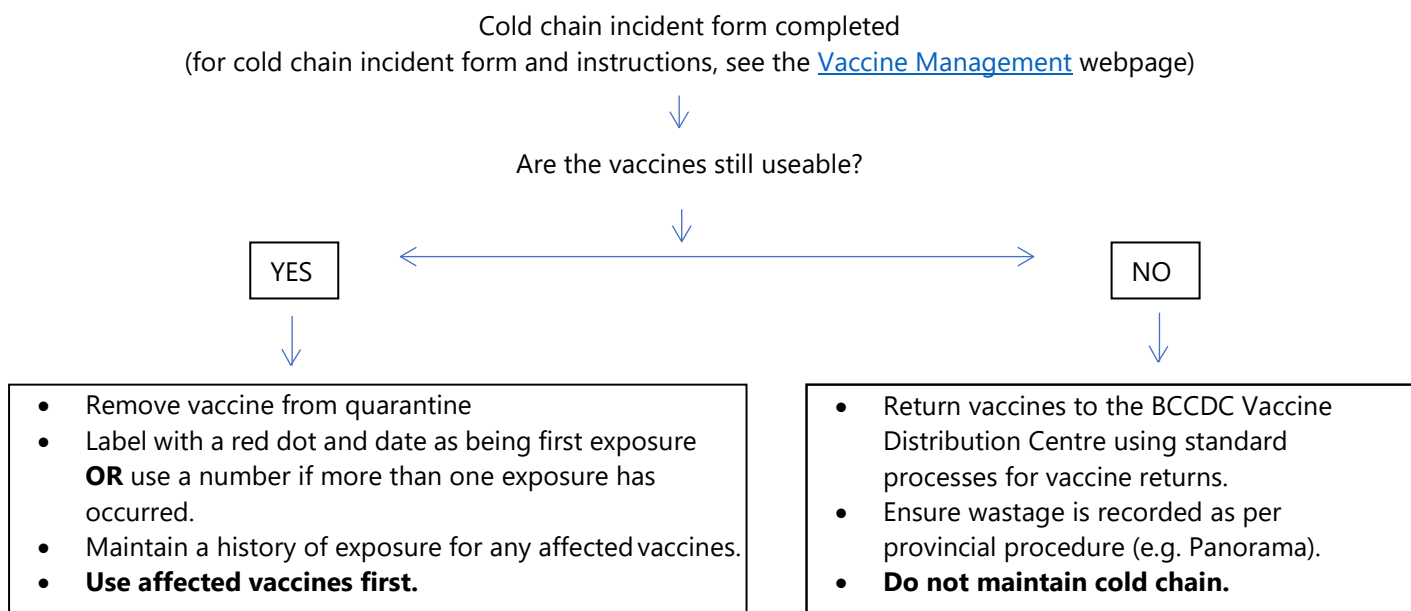 Cold chain incident form completed
(for cold chain incident form and instructions, see the Vaccine Management webpage)
Are the vaccines still useable?
YES
NO
• Remove vaccine from quarantine
• Label with a red dot and date as being first exposure
OR use a number if more than one exposure has
occurred.
• Maintain a history of exposure for any affected vaccines.
• Use affected vaccines first.
• Return vaccines to the BCCDC Vaccine
Distribution Centre using standard
processes for vaccine returns.
• Ensure wastage is recorded as per
provincial procedure (e.g. Panorama).
• Do not maintain cold chain.